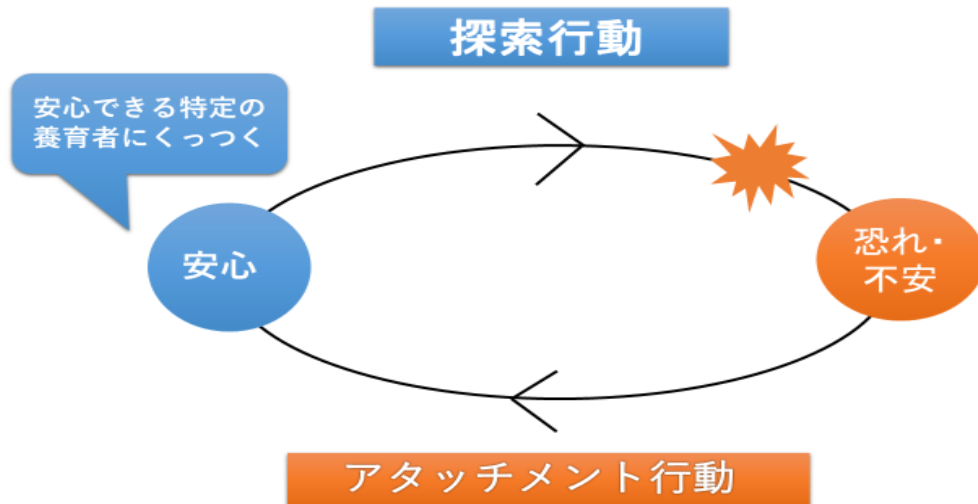 探索行動
安心できる特定の
養育者にくっつく
安心
恐れ・
不安
アタッチメント行動